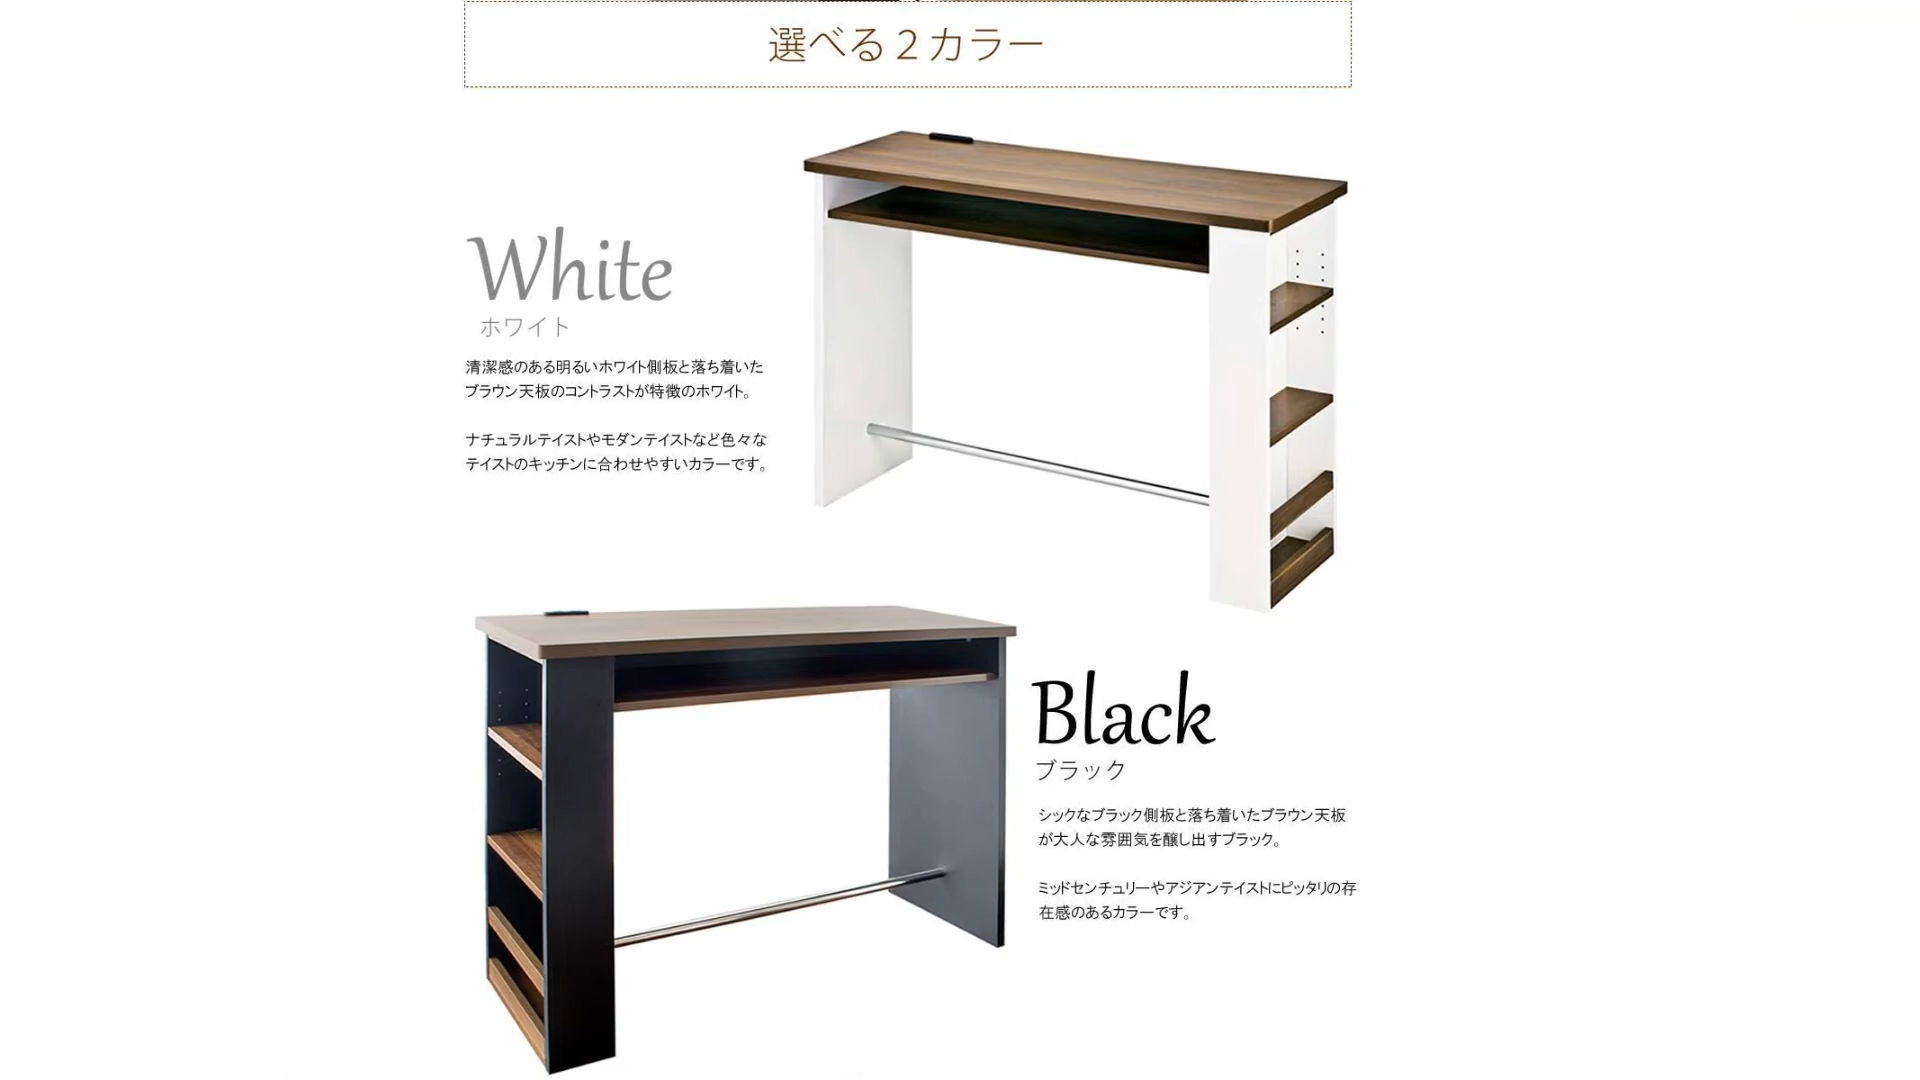 選べる２カラー
White
ホワイト
清潔感のある明るいホワイト側板と落ち着いた
ブラウン天板のコントラストが特徴のホワイト。
ナチュラルテイストやモダンテイストなど色々な
テイストのキッチンに合わせやすいカラーです。
Black
ブラック
シックなブラック側板と落ち着いたブラウン天板
が大人な雰囲気を醸し出すブラック。
ミッドセンチュリーやアジアンテイストにピッタリの存
在感のあるカラーです。